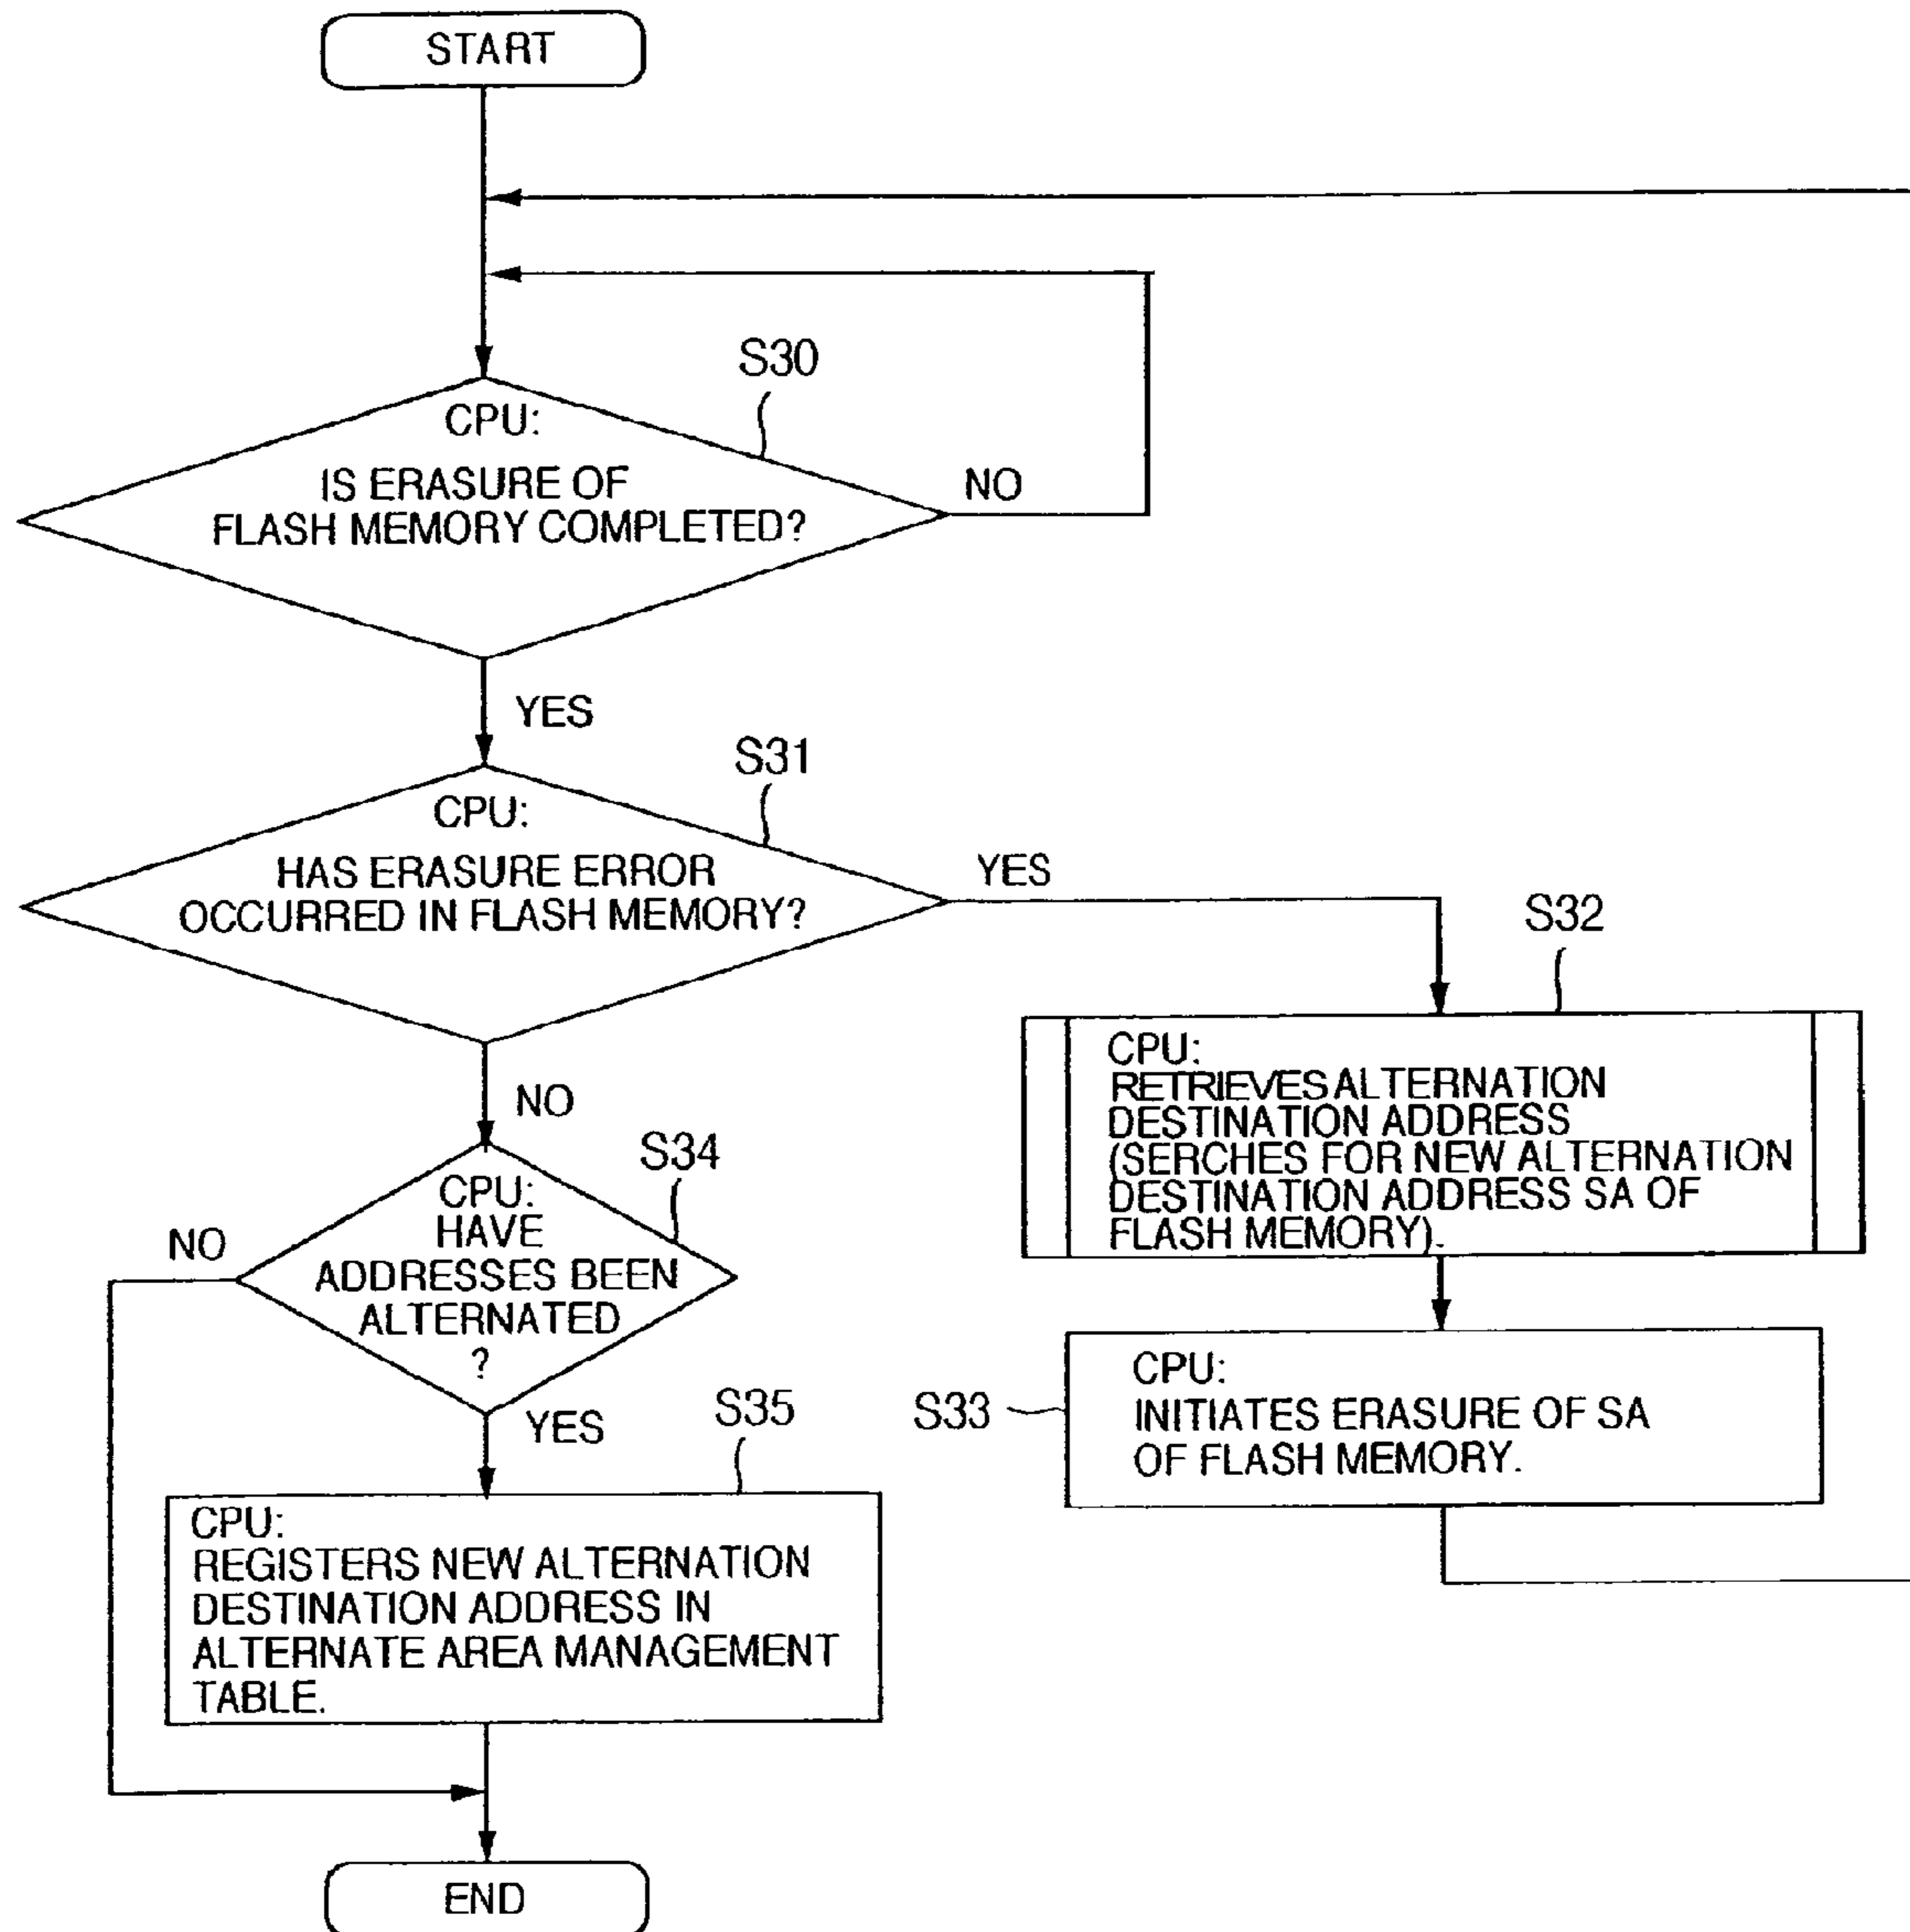 START
S30
CPU:
IS ERASURE OF
FLASH MEMORY COMPLETED?
NO
YES
S31
CPU:
HAS ERASURE ERROR
OCCURRED IN FLASH MEMORY?
YES
NO
S32
CPU:
RETRIEVES ALTERNATION
DESTINATION ADDRESS
(SERCHES FOR NEW ALTERNATION
DESTINATION ADDRESS SA OF
FLASH MEMORY).
S33
CPU:
INITIATES ERASURE OF SA
OF FLASH MEMORY.
S34
CPU:
HAVE
ADDRESSES BEEN
ALTERNATED
?
NO
YES
S35
CPU:
REGISTERS NEW ALTERNATION
DESTINATION ADDRESS IN
ALTERNATE AREA MANAGEMENT
TABLE.
END